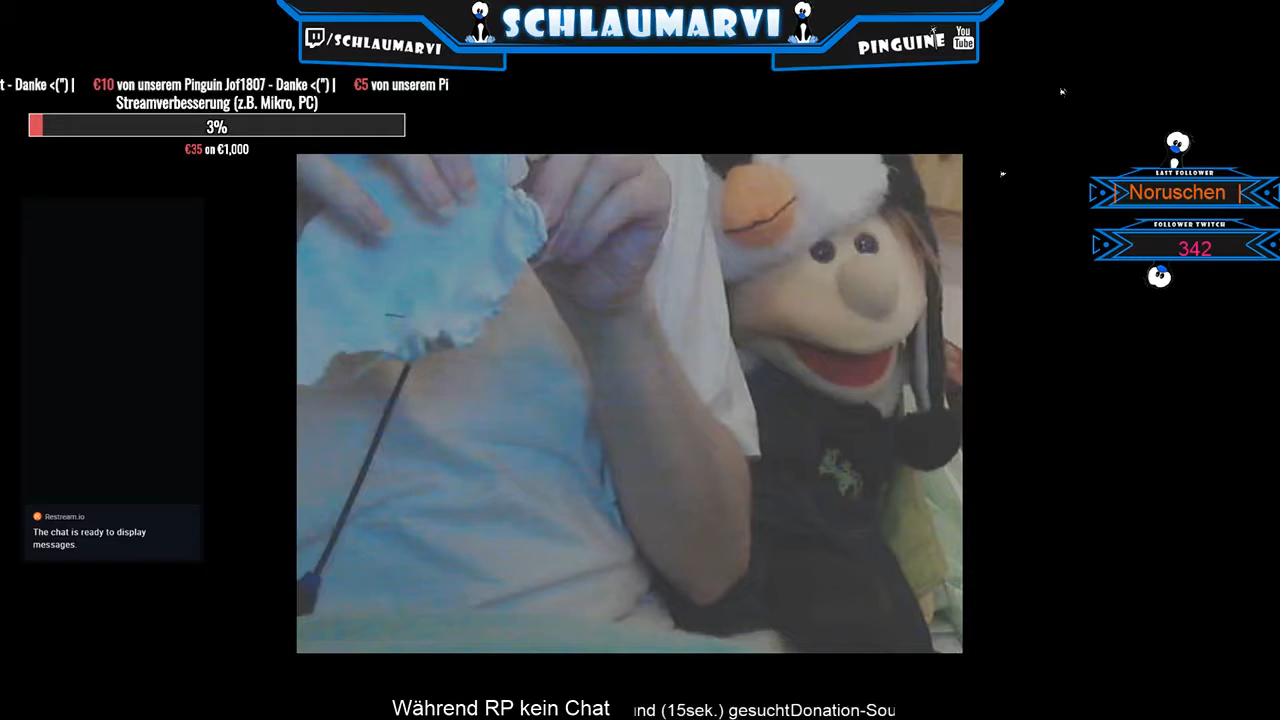 SCHLAUMARVI
/SCHLAUMARVI
PINGUINE
You
Tube
t - Danke <(") | €10 von unserem Pinguin Jof1807 - Danke <(") | €5 von unserem Pi
Streamverbesserung (z.B. Mikro, PC)
3%
€35 on €1,000
LAST FOLLOWER
| Noruschen |
FOLLOWER TWITCH
342
Restream.io
The chat is ready to display
messages.
Während RP kein Chat
nd (15sek.) gesuchtDonation-Sou